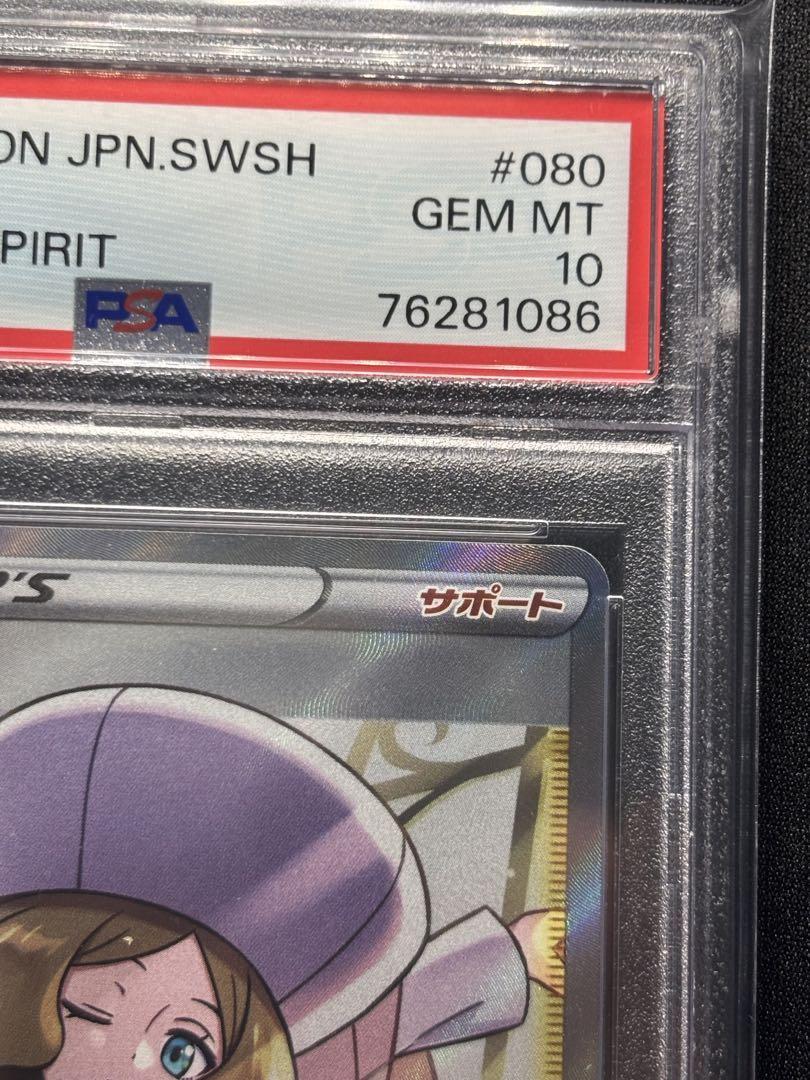 ON JPN.SWSH #080
GEM MT
PIRIT 10
PSA 76281086
'S サポート